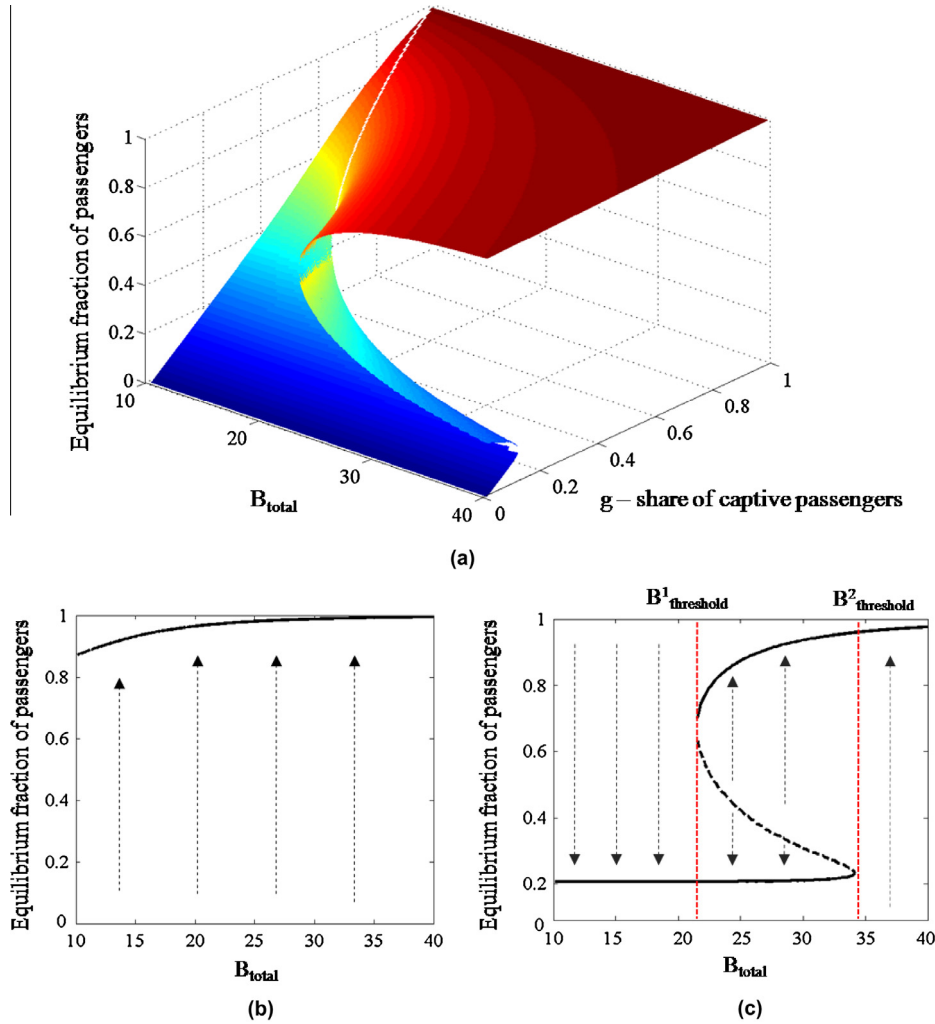 Equilibrium fraction of passengers
1
0.8
0.6
0.4
0.2
0
10
20
30
40
B_total
0
0.2
0.4
0.6
0.8
1
g – share of captive passengers
(a)
Equilibrium fraction of passengers
1
0.8
0.6
0.4
0.2
0
10 15 20 25 30 35 40
B_total
(b)
B^1_threshold B^2_threshold
Equilibrium fraction of passengers
1
0.8
0.6
0.4
0.2
0
10 15 20 25 30 35 40
B_total
(c)